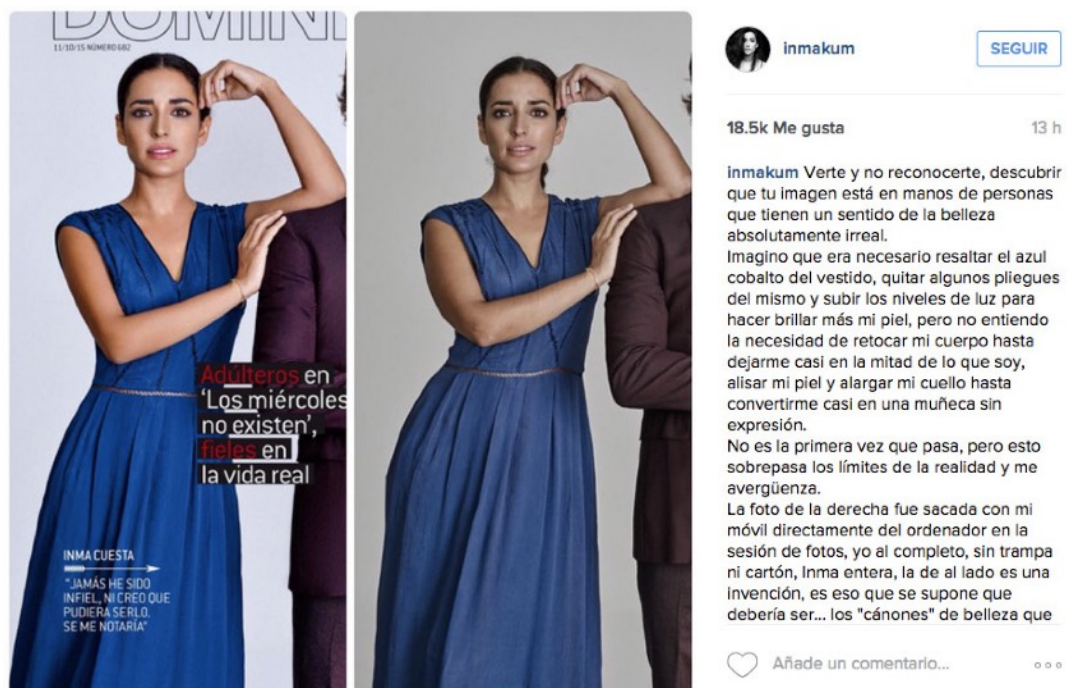 DOMINI
11/10/15 NÚMERO 682
Adúlteros en
‘Los miércoles
no existen’,
fieles en
la vida real
INMA CUESTA
"JAMÁS HE SIDO
INFIEL, NI CREO QUE
PUDIERA SERLO.
SE ME NOTARÍA"
inmakum
SEGUIR
18.5k Me gusta
13 h
inmakum Verte y no reconocerte, descubrir
que tu imagen está en manos de personas
que tienen un sentido de la belleza
absolutamente irreal.
Imagino que era necesario resaltar el azul
cobalto del vestido, quitar algunos pliegues
del mismo y subir los niveles de luz para
hacer brillar más mi piel, pero no entiendo
la necesidad de retocar mi cuerpo hasta
dejarme casi en la mitad de lo que soy,
alisar mi piel y alargar mi cuello hasta
convertirme casi en una muñeca sin
expresión.
No es la primera vez que pasa, pero esto
sobrepasa los límites de la realidad y me
avergüenza.
La foto de la derecha fue sacada con mi
móvil directamente del ordenador en la
sesión de fotos, yo al completo, sin trampa
ni cartón, Inma entera, la de al lado es una
invención, es eso que se supone que
debería ser... los "cánones" de belleza que
Añade un comentario...